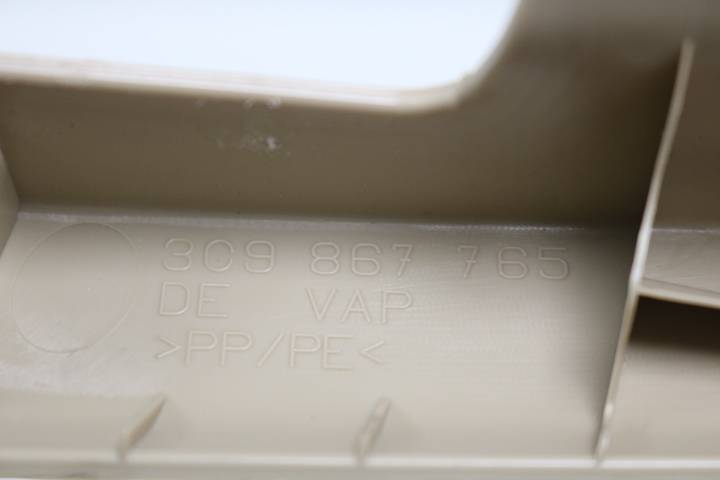 3C9 867 765
DE VAP
>PP/PE<